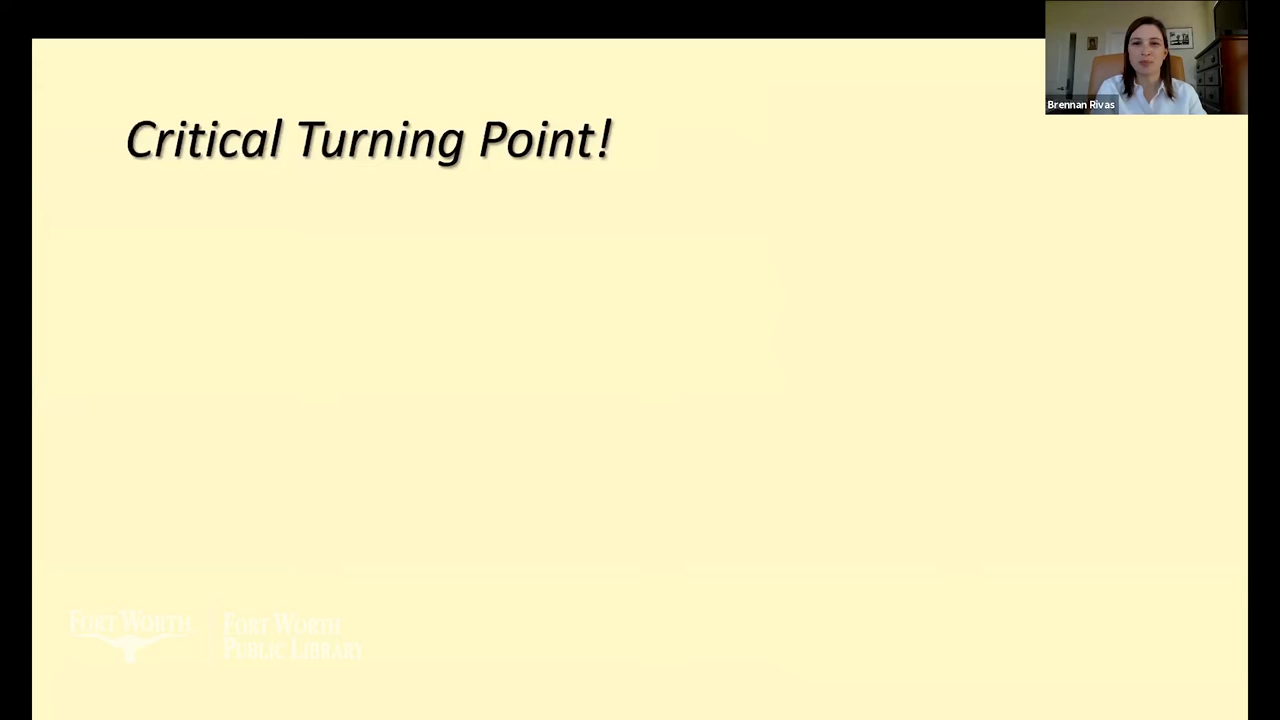 Brennan Rivas
Critical Turning Point!
FORT WORTH
FORT WORTH
PUBLIC LIBRARY